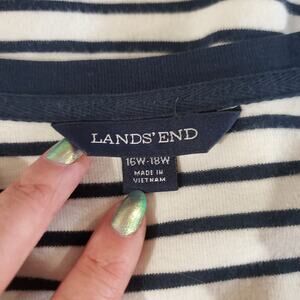 LANDS' END
16W-18W
MADE IN
VIETNAM